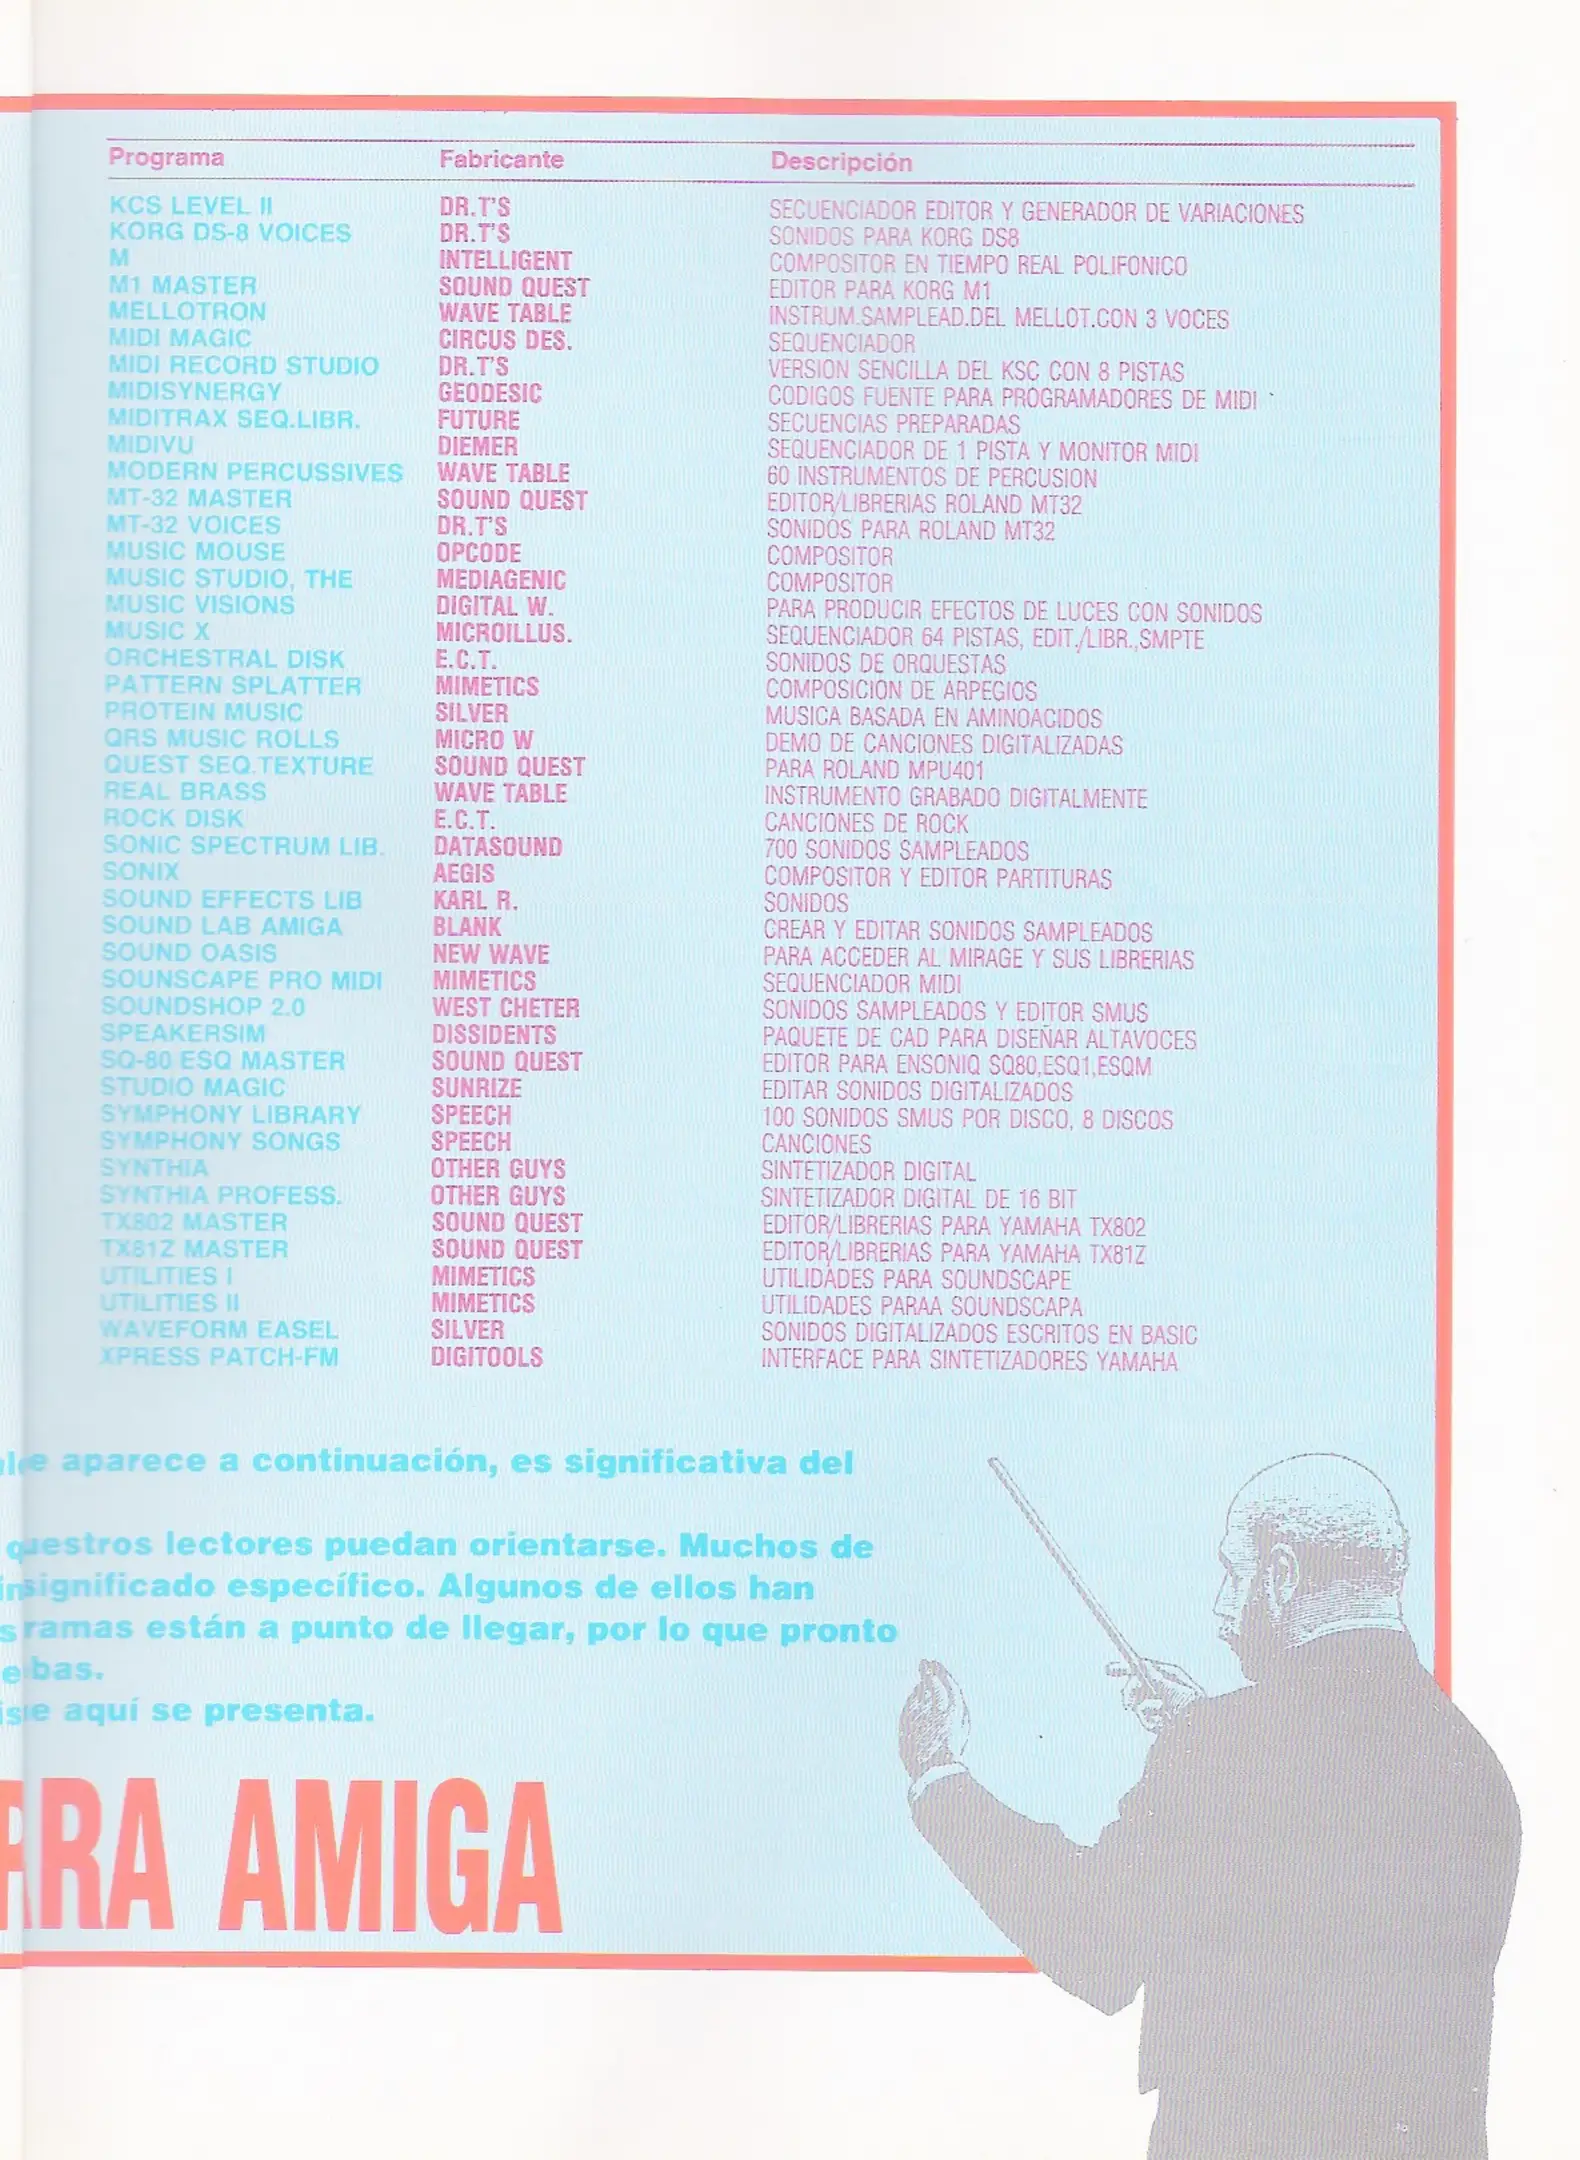 Programa Fabricante Descripción
KCS LEVEL II DR.T'S SECUENCIADOR EDITOR Y GENERADOR DE VARIACIONES
KORG DS-8 VOICES DR.T'S SONIDOS PARA KORG DS8
M INTELLIGENT COMPOSITOR EN TIEMPO REAL POLIFONICO
M1 MASTER SOUND QUEST EDITOR PARA KORG M1
MELLOTRON WAVE TABLE INSTRUM.SAMPLEAD.DEL MELLOT.CON 3 VOCES
MIDI MAGIC CIRCUS DES. SEQUENCIADOR
MIDI RECORD STUDIO DR.T'S VERSION SENCILLA DEL KSC CON 8 PISTAS
MIDISYNERGY GEODESIC CODIGOS FUENTE PARA PROGRAMADORES DE MIDI
MIDITRAX SEQ.LIBR. FUTURE SECUENCIAS PREPARADAS
MIDIVU DIEMER SEQUENCIADOR DE 1 PISTA Y MONITOR MIDI
MODERN PERCUSSIVES WAVE TABLE 60 INSTRUMENTOS DE PERCUSION
MT-32 MASTER SOUND QUEST EDITOR/LIBRERIAS ROLAND MT32
MT-32 VOICES DR.T'S SONIDOS PARA ROLAND MT32
MUSIC MOUSE OPCODE COMPOSITOR
MUSIC STUDIO, THE MEDIAGENIC COMPOSITOR
MUSIC VISIONS DIGITAL W. PARA PRODUCIR EFECTOS DE LUCES CON SONIDOS
MUSIC X MICROILLUS. SEQUENCIADOR 64 PISTAS, EDIT./LIBR.,SMPTE
ORCHESTRAL DISK E.C.T. SONIDOS DE ORQUESTAS
PATTERN SPLATTER MIMETICS COMPOSICION DE ARPEGIOS
PROTEIN MUSIC SILVER MUSICA BASADA EN AMINOACIDOS
QRS MUSIC ROLLS MICRO W DEMO DE CANCIONES DIGITALIZADAS
QUEST SEQ.TEXTURE SOUND QUEST PARA ROLAND MPU401
REAL BRASS WAVE TABLE INSTRUMENTO GRABADO DIGITALMENTE
ROCK DISK E.C.T. CANCIONES DE ROCK
SONIC SPECTRUM LIB. DATASOUND 700 SONIDOS SAMPLEADOS
SONIX AEGIS COMPOSITOR Y EDITOR PARTITURAS
SOUND EFFECTS LIB KARL R. SONIDOS
SOUND LAB AMIGA BLANK CREAR Y EDITAR SONIDOS SAMPLEADOS
SOUND OASIS NEW WAVE PARA ACCEDER AL MIRAGE Y SUS LIBRERIAS
SOUNSCAPE PRO MIDI MIMETICS SEQUENCIADOR MIDI
SOUNDSHOP 2.0 WEST CHETER SONIDOS SAMPLEADOS Y EDITOR SMUS
SPEAKERSIM DISSIDENTS PAQUETE DE CAD PARA DISEÑAR ALTAVOCES
SQ-80 ESQ MASTER SOUND QUEST EDITOR PARA ENSONIQ SQ80,ESQ1,ESQM
STUDIO MAGIC SUNRIZE EDITAR SONIDOS DIGITALIZADOS
SYMPHONY LIBRARY SPEECH 100 SONIDOS SMUS POR DISCO, 8 DISCOS
SYMPHONY SONGS SPEECH CANCIONES
SYNTHIA OTHER GUYS SINTETIZADOR DIGITAL
SYNTHIA PROFESS. OTHER GUYS SINTETIZADOR DIGITAL DE 16 BIT
TX802 MASTER SOUND QUEST EDITOR/LIBRERIAS PARA YAMAHA TX802
TX81Z MASTER SOUND QUEST EDITOR/LIBRERIAS PARA YAMAHA TX81Z
UTILITIES I MIMETICS UTILIDADES PARA SOUNDSCAPE
UTILITIES II MIMETICS UTILIDADES PARAA SOUNDSCAPA
WAVEFORM EASEL SILVER SONIDOS DIGITALIZADOS ESCRITOS EN BASIC
XPRESS PATCH-FM DIGITOOLS INTERFACE PARA SINTETIZADORES YAMAHA
e aparece a continuación, es significativa del
estros lectores puedan orientarse. Muchos de
significado específico. Algunos de ellos han
ramas están a punto de llegar, por lo que pronto
bas.
e aquí se presenta.
RRA AMIGA